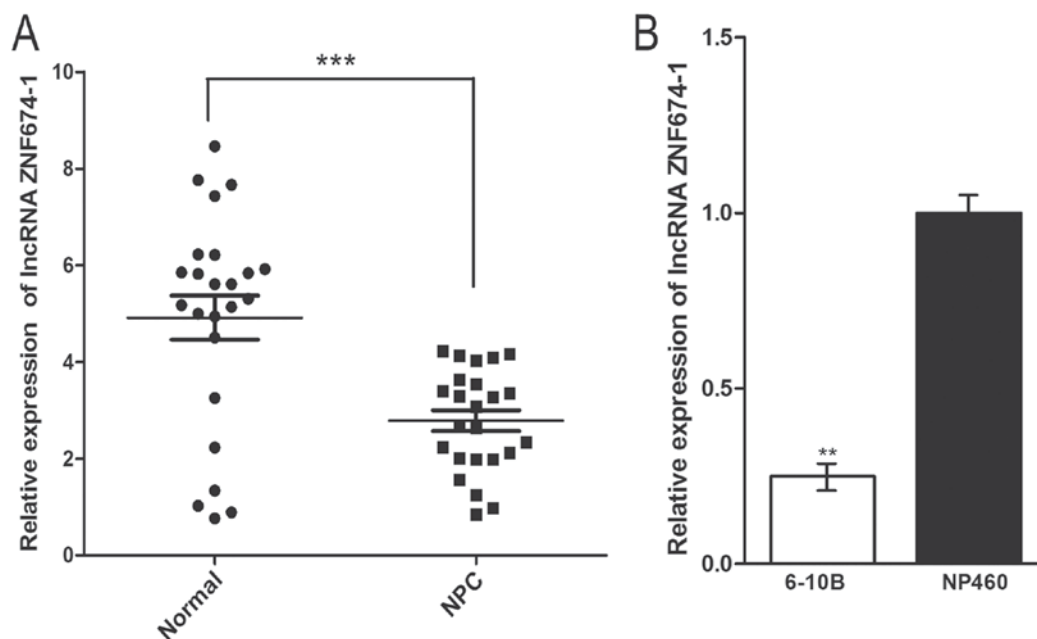 A
Relative expression of lncRNA ZNF674-1
10
8
6
4
2
0
***
Normal
NPC
B
Relative expression of lncRNA ZNF674-1
1.5
1.0
0.5
0.0
**
6-10B
NP460